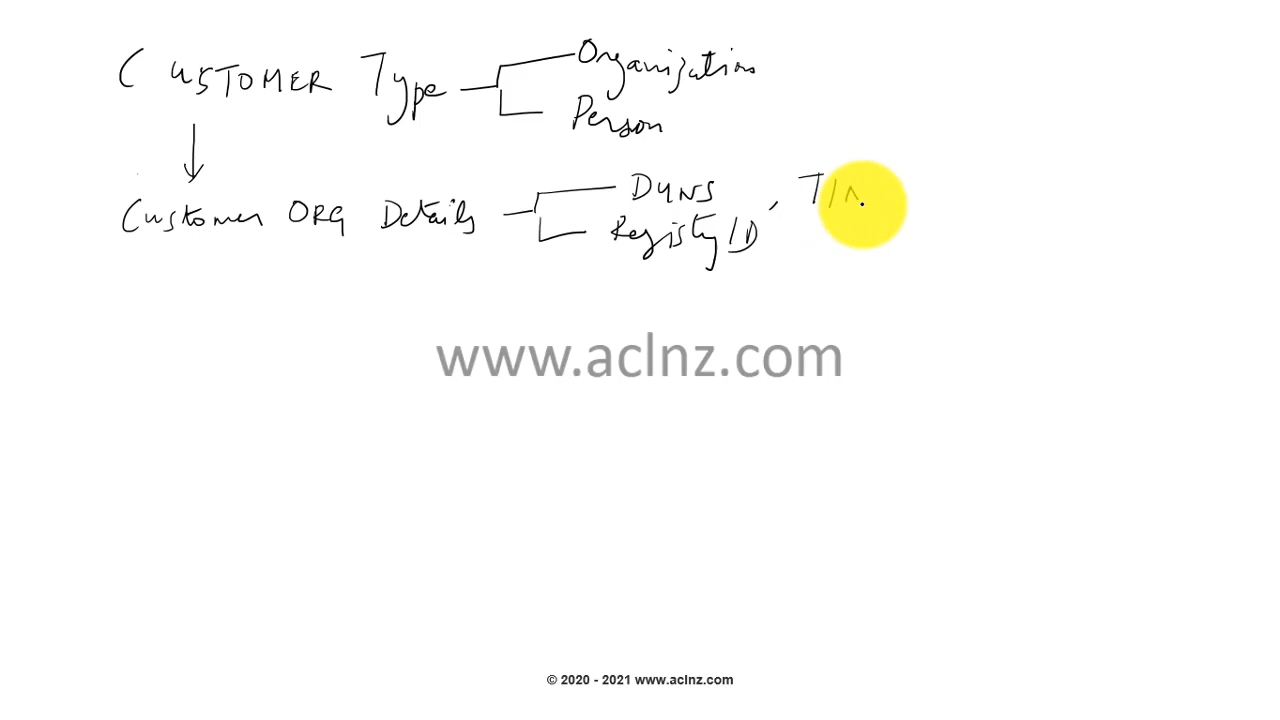 CUSTOMER Type Organization
Person
Customer ORG Details DUNS
Registry ID ,
www.aclnz.com
© 2020 - 2021 www.aclnz.com